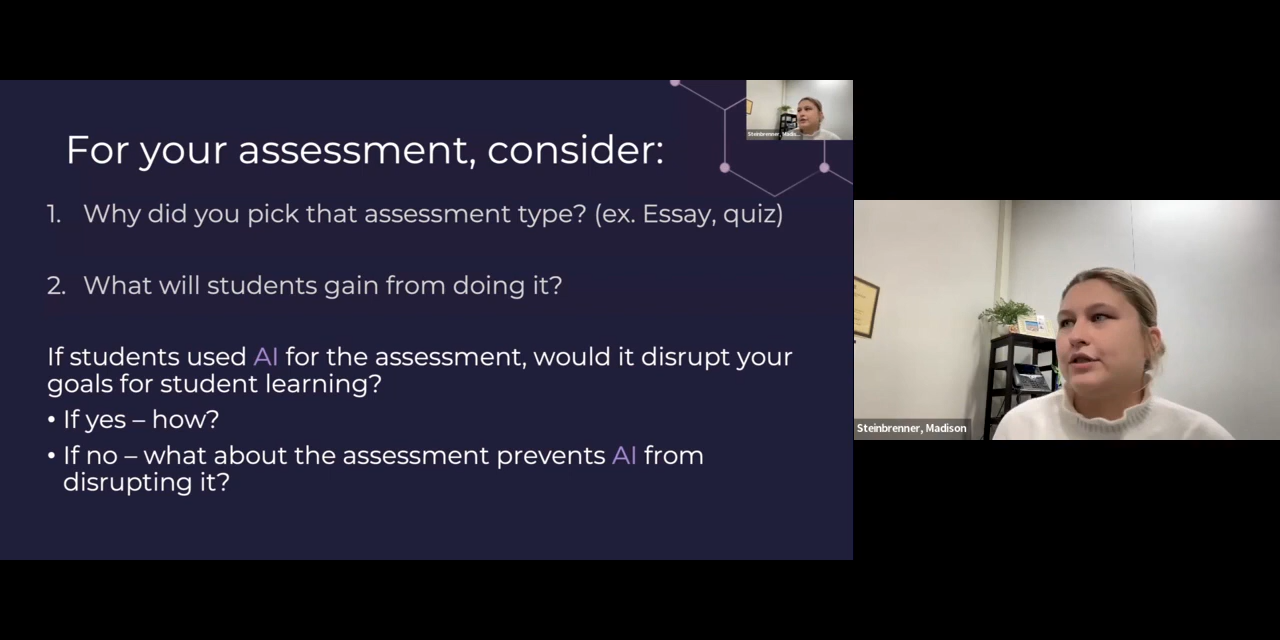 For your assessment, consider:
1. Why did you pick that assessment type? (ex. Essay, quiz)
2. What will students gain from doing it?
If students used AI for the assessment, would it disrupt your
goals for student learning?
• If yes – how?
• If no – what about the assessment prevents AI from
disrupting it?
Steinbrenner, Madis...
Steinbrenner, Madison